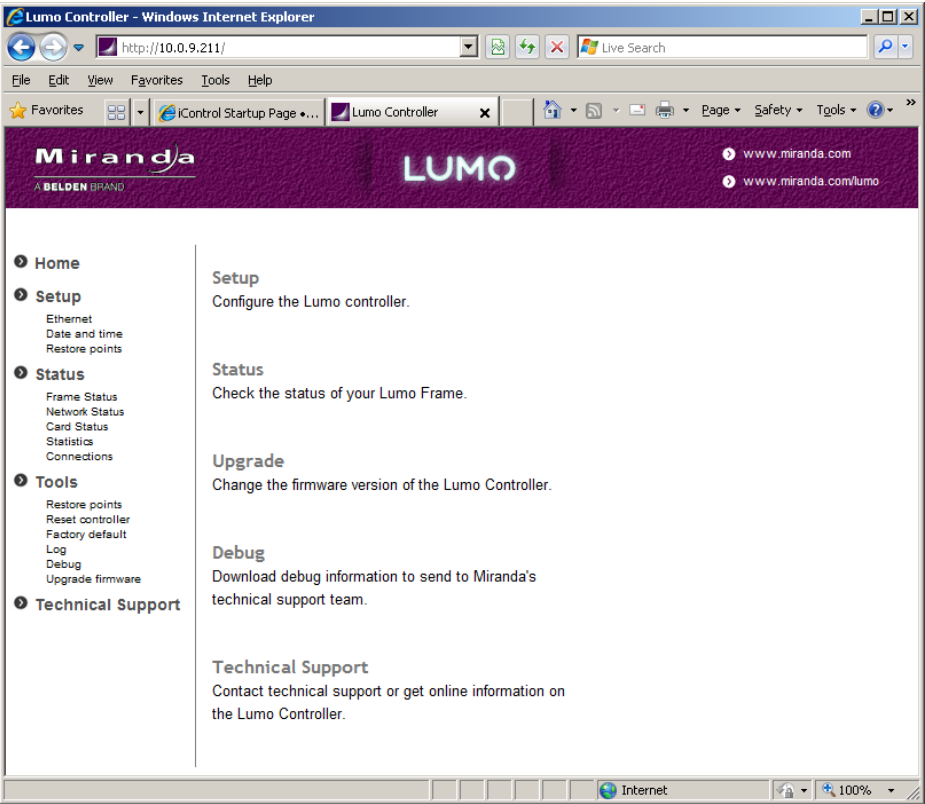 Lumo Controller - Windows Internet Explorer
http://10.0.9.211/
Live Search
File Edit View Favorites Tools Help
Favorites
iControl Startup Page •...
Lumo Controller
Page
Safety
Tools
»
Miranda
A BELDEN BRAND
LUMO
www.miranda.com
www.miranda.com/lumo
Home
Setup
Ethernet
Date and time
Restore points
Status
Frame Status
Network Status
Card Status
Statistics
Connections
Tools
Restore points
Reset controller
Factory default
Log
Debug
Upgrade firmware
Technical Support
Setup
Configure the Lumo controller.
Status
Check the status of your Lumo Frame.
Upgrade
Change the firmware version of the Lumo Controller.
Debug
Download debug information to send to Miranda's
technical support team.
Technical Support
Contact technical support or get online information on
the Lumo Controller.
Internet
100%